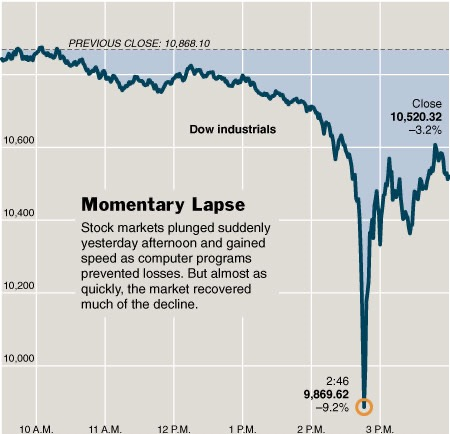 PREVIOUS CLOSE: 10,868.10
Close
10,520.32
–3.2%
Dow industrials
10,600
Momentary Lapse
Stock markets plunged suddenly
yesterday afternoon and gained
speed as computer programs
prevented losses. But almost as
quickly, the market recovered
much of the decline.
10,400
10,200
10,000
2:46
9,869.62
–9.2%
10 A.M.
11 A.M.
12 P.M.
1 P.M.
2 P.M.
3 P.M.